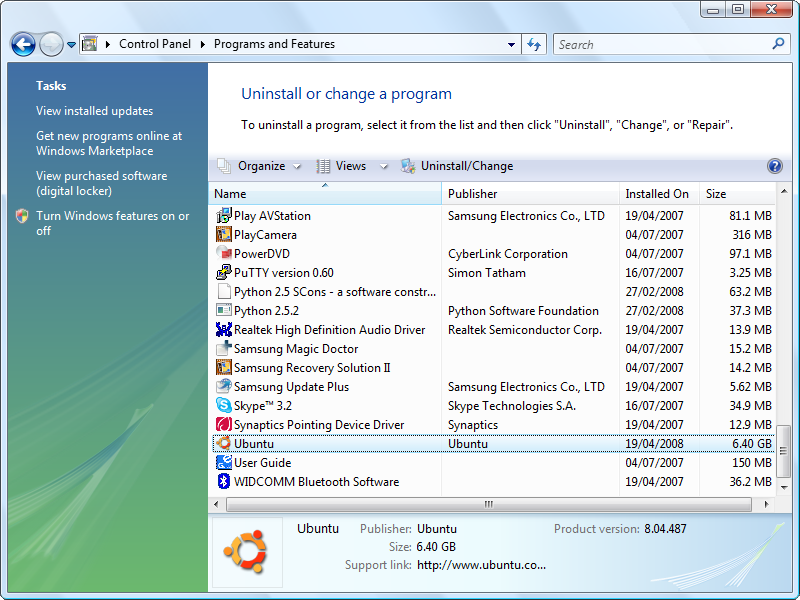 Control Panel Programs and Features Search
Tasks
View installed updates
Get new programs online at
Windows Marketplace
View purchased software
(digital locker)
Turn Windows features on or
off
Uninstall or change a program
To uninstall a program, select it from the list and then click "Uninstall", "Change", or "Repair".
Organize Views Uninstall/Change
Name Publisher Installed On Size
Play AVStation Samsung Electronics Co., LTD 19/04/2007 81.1 MB
PlayCamera 04/07/2007 316 MB
PowerDVD CyberLink Corporation 04/07/2007 97.1 MB
PuTTY version 0.60 Simon Tatham 16/07/2007 3.25 MB
Python 2.5 SCons - a software constr... 27/02/2008 63.2 MB
Python 2.5.2 Python Software Foundation 27/02/2008 37.3 MB
Realtek High Definition Audio Driver Realtek Semiconductor Corp. 19/04/2007 13.9 MB
Samsung Magic Doctor 04/07/2007 15.2 MB
Samsung Recovery Solution II 04/07/2007 14.2 MB
Samsung Update Plus Samsung Electronics Co., LTD 19/04/2007 5.62 MB
Skype™ 3.2 Skype Technologies S.A. 16/07/2007 34.9 MB
Synaptics Pointing Device Driver Synaptics 19/04/2007 12.9 MB
Ubuntu Ubuntu 19/04/2008 6.40 GB
User Guide 04/07/2007 150 MB
WIDCOMM Bluetooth Software 19/04/2007 36.2 MB
Ubuntu Publisher: Ubuntu Product version: 8.04.487
Size: 6.40 GB
Support link: http://www.ubuntu.co...